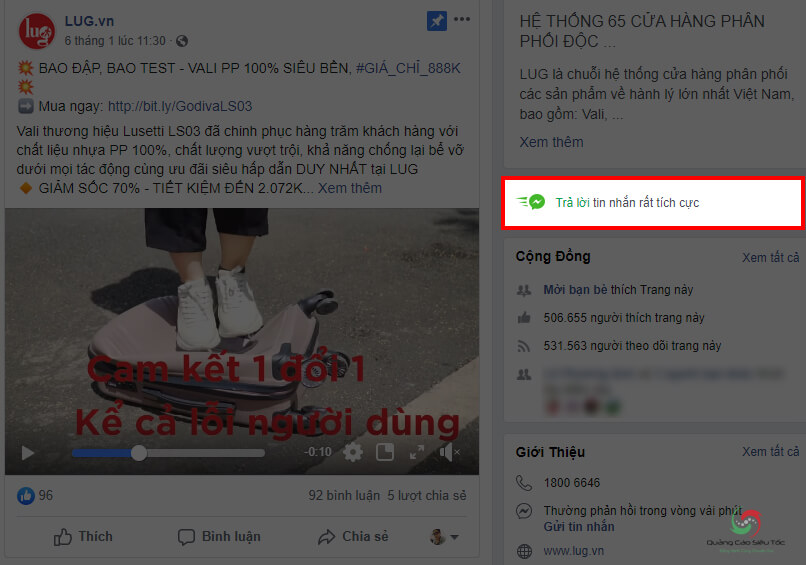 lug
LUG.vn
6 tháng 1 lúc 11:30 ·
💥 BAO ĐẬP, BAO TEST - VALI PP 100% SIÊU BỀN, #GIÁ_CHỈ_888K
💥
➡️ Mua ngay: http://bit.ly/GodivaLS03
Vali thương hiệu Lusetti LS03 đã chinh phục hàng trăm khách hàng với
chất liệu nhựa PP 100%, chất lượng vượt trội, khả năng chống lại bể vỡ
dưới mọi tác động cùng ưu đãi siêu hấp dẫn DUY NHẤT tại LUG
🔸 GIẢM SỐC 70% - TIẾT KIỆM ĐẾN 2.072K... Xem thêm
Cam kết 1 đổi 1
Kể cả lỗi người dùng
-0:10
96
92 bình luận 5 lượt chia sẻ
Thích Bình luận Chia sẻ
HỆ THỐNG 65 CỬA HÀNG PHÂN
PHỐI ĐỘC ...
LUG là chuỗi hệ thống cửa hàng phân phối
các sản phẩm về hành lý lớn nhất Việt Nam,
bao gồm: Vali, ...
Xem thêm
Trả lời tin nhắn rất tích cực
Cộng Đồng Xem tất cả
Mời bạn bè thích Trang này
506.655 người thích trang này
531.563 người theo dõi trang này
Giới Thiệu Xem tất cả
1800 6646
Thường phản hồi trong vòng vài phút
Gửi tin nhắn
www.lug.vn
Quảng Cáo Siêu Tốc